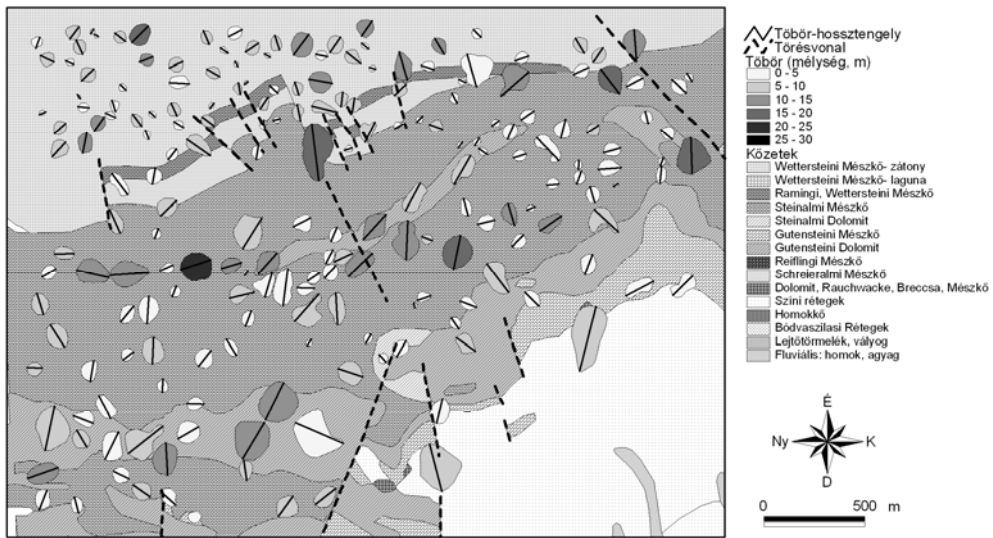 Töbör-hossztengely
Törésvonal
Töbör (mélység, m)
0 - 5
5 - 10
10 - 15
15 - 20
20 - 25
25 - 30
Közetek
Wettersteini Mészkő- zátony
Wettersteini Mészkő- laguna
Ramingi, Wettersteini Mészkő
Steinalmi Mészkő
Steinalmi Dolomit
Gutensteini Mészkő
Gutensteini Dolomit
Reiflingi Mészkő
Schreieralmi Mészkő
Dolomit, Rauchwacke, Breccsa, Mészkő
Szini rétegek
Homokkő
Bódvaszilasi Rétegek
Lejtőtörmelék, vályog
Fluviális: homok, agyag
É
Ny K
D
0 500 m